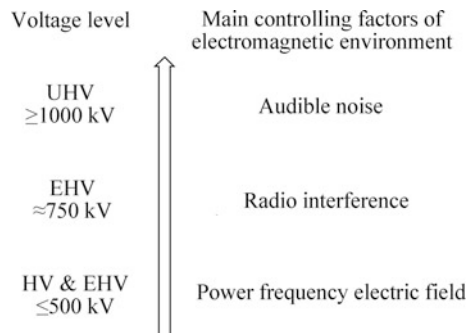 Voltage level
Main controlling factors of
electromagnetic environment
UHV
≥1000 kV
Audible noise
EHV
≈750 kV
Radio interference
HV & EHV
≤500 kV
Power frequency electric field